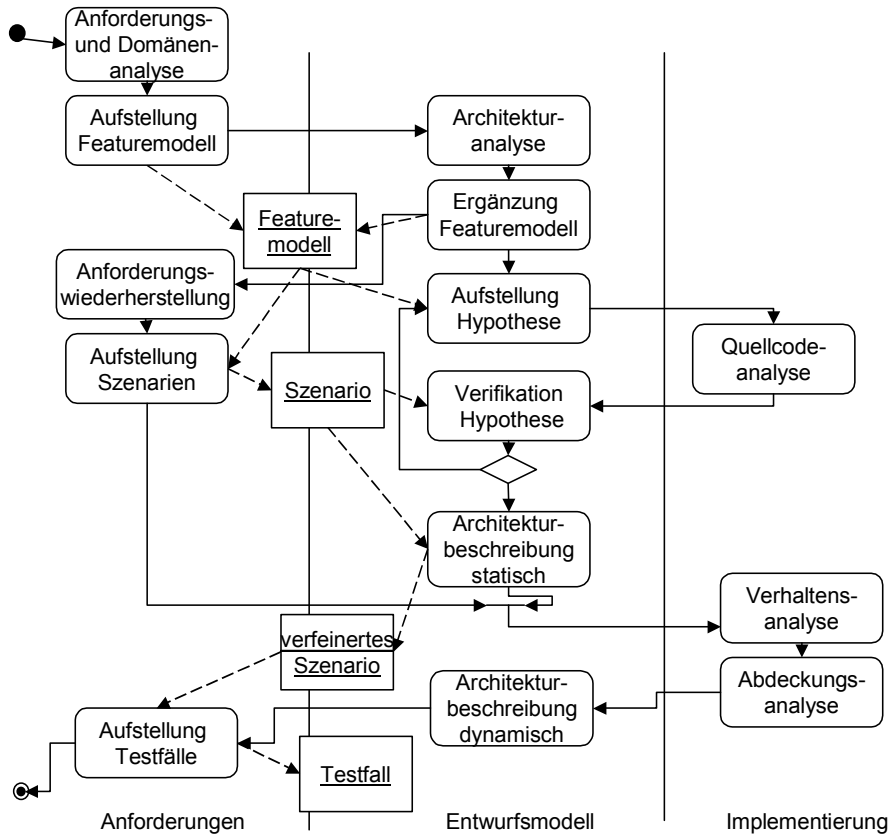 Anforderungs-
und Domänen-
analyse
Aufstellung
Featuremodell
Architektur-
analyse
Feature-
modell
Ergänzung
Featuremodell
Anforderungs-
wiederherstellung
Aufstellung
Hypothese
Aufstellung
Szenarien
Quellcode-
analyse
Szenario
Verifikation
Hypothese
Architektur-
beschreibung
statisch
Verhaltens-
analyse
verfeinertes
Szenario
Architektur-
beschreibung
dynamisch
Abdeckungs-
analyse
Aufstellung
Testfälle
Testfall
Anforderungen
Entwurfsmodell
Implementierung